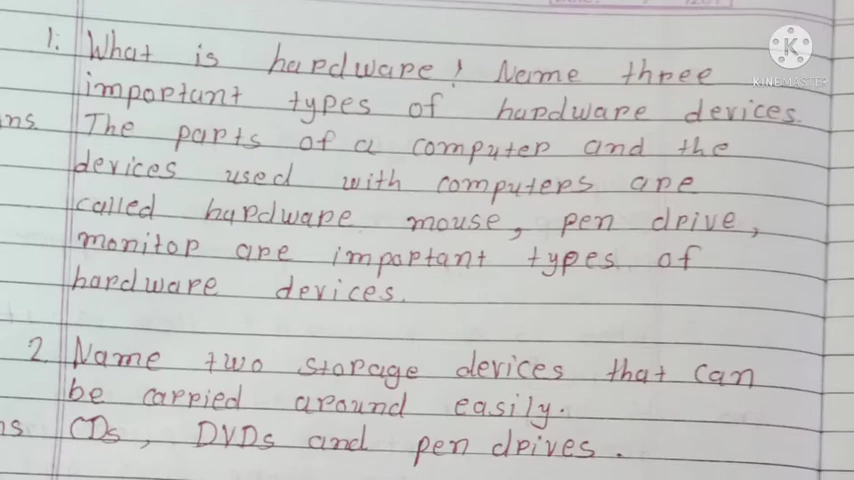 K
KINEMASTER
1. What is hardware? Name three
important types of hardware devices.
ns. The parts of a computer and the
devices used with computers are
called hardware mouse, pen drive,
monitor are important types of
hardware devices.
2. Name two storage devices that can
be carried around easily.
ns. CDs, DVDs and pen drives.